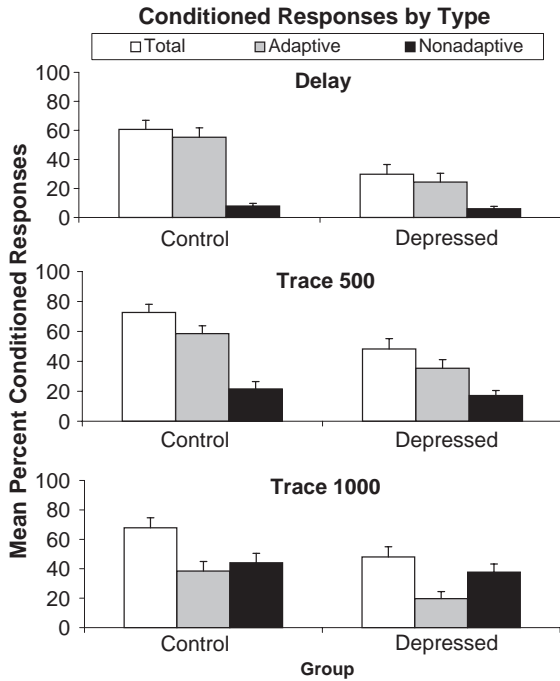 Conditioned Responses by Type
Total Adaptive Nonadaptive
Mean Percent Conditioned Responses
Delay
100
80
60
40
20
0
Control Depressed
Trace 500
100
80
60
40
20
0
Control Depressed
Trace 1000
100
80
60
40
20
0
Control Depressed
Group